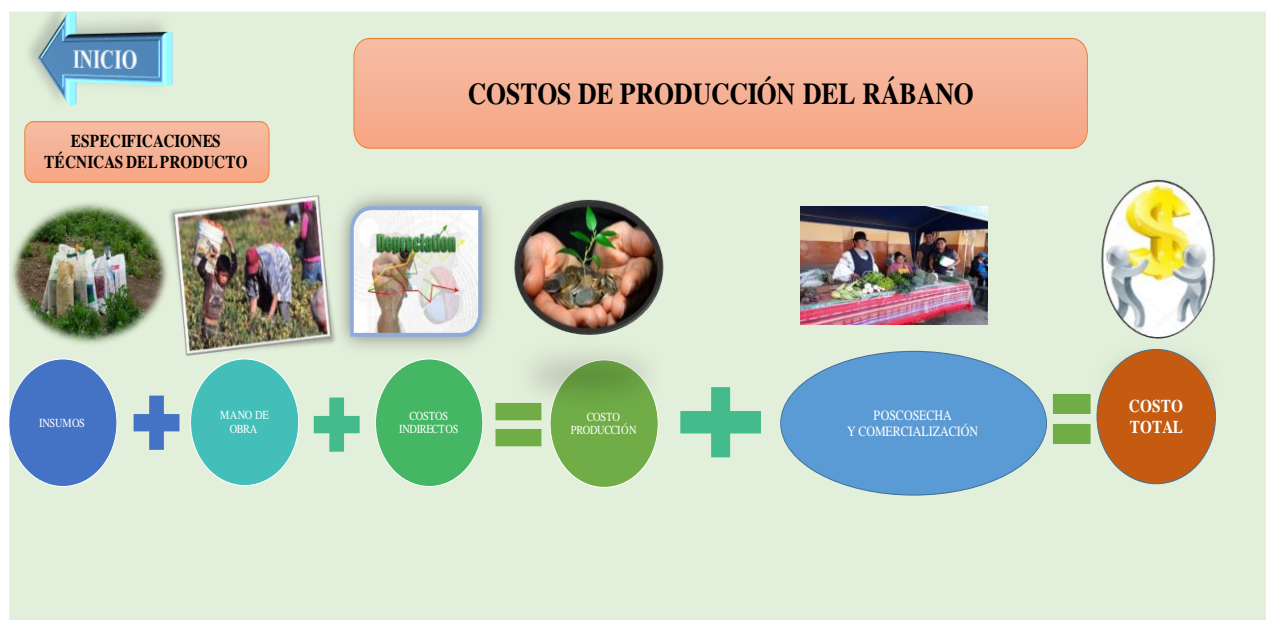 INICIO
COSTOS DE PRODUCCIÓN DEL RÁBANO
ESPECIFICACIONES
TÉCNICAS DEL PRODUCTO
Depreciation
INSUMOS
MANO DE
OBRA
COSTOS
INDIRECTOS
COSTO
PRODUCCIÓN
POSCOSECHA
Y COMERCIALIZACIÓN
COSTO
TOTAL